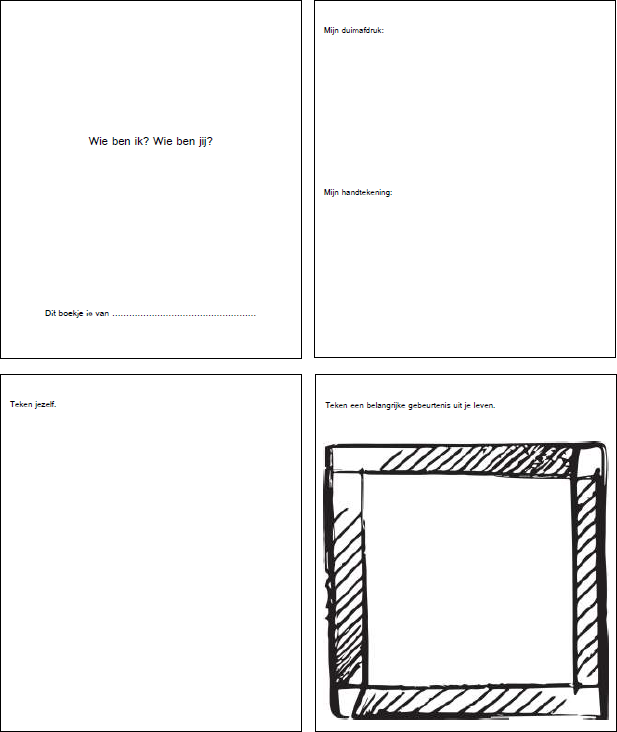 Wie ben ik? Wie ben jij?
Dit boekje is van ...................................................
Mijn duimafdruk:
Mijn handtekening:
Teken jezelf.
Teken een belangrijke gebeurtenis uit je leven.